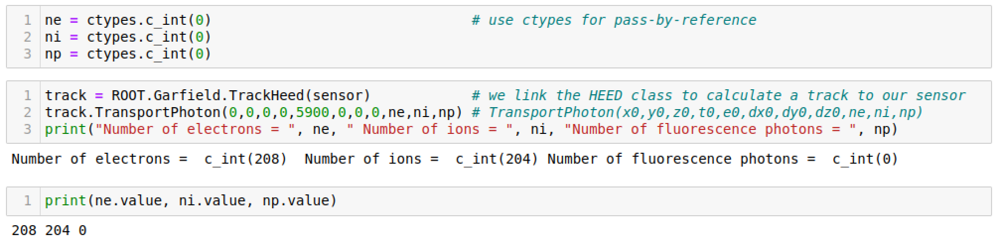 1 ne = ctypes.c_int(0) # use ctypes for pass-by-reference
2 ni = ctypes.c_int(0)
3 np = ctypes.c_int(0)
1 track = ROOT.Garfield.TrackHeed(sensor) # we link the HEED class to calculate a track to our sensor
2 track.TransportPhoton(0,0,0,0,5900,0,0,0,ne,ni,np) # TransportPhoton(x0,y0,z0,t0,e0,dx0,dy0,dz0,ne,ni,np)
3 print("Number of electrons = ", ne, " Number of ions = ", ni, "Number of fluorescence photons = ", np)
Number of electrons =  c_int(208)  Number of ions =  c_int(204) Number of fluorescence photons =  c_int(0)
1 print(ne.value, ni.value, np.value)
208 204 0